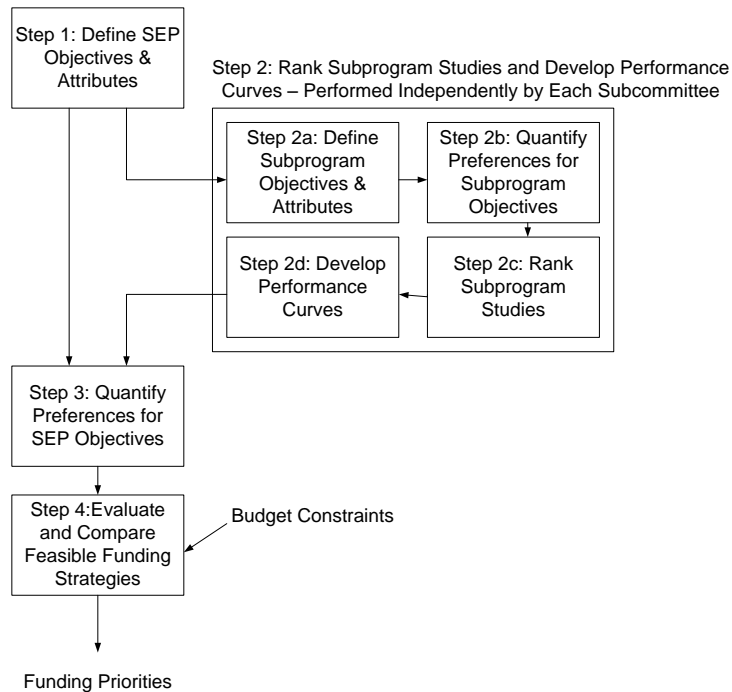 Step 1: Define SEP
Objectives &
Attributes
Step 2: Rank Subprogram Studies and Develop Performance
Curves – Performed Independently by Each Subcommittee
Step 2a: Define
Subprogram
Objectives &
Attributes
Step 2b: Quantify
Preferences for
Subprogram
Objectives
Step 2d: Develop
Performance
Curves
Step 2c: Rank
Subprogram
Studies
Step 3: Quantify
Preferences for
SEP Objectives
Step 4:Evaluate
and Compare
Feasible Funding
Strategies
Budget Constraints
Funding Priorities